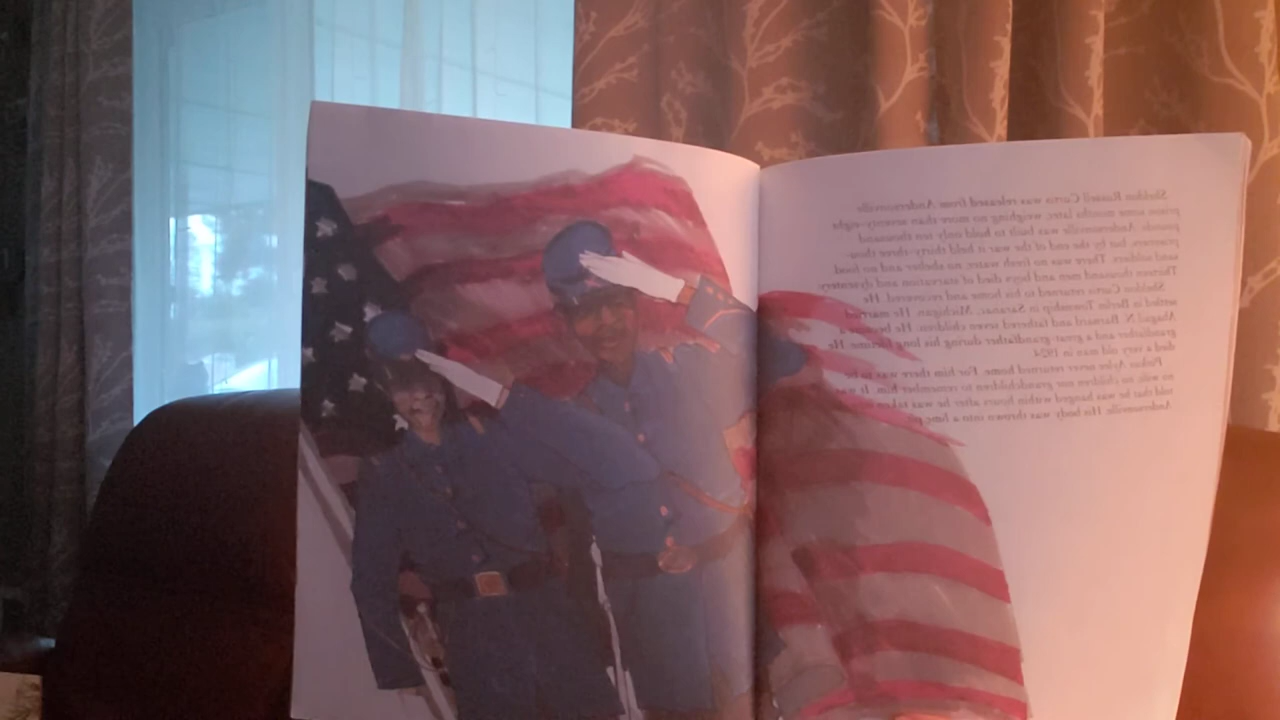 Sheldon Russell Curtis was released from Andersonville
prison some months later, weighing no more than seventy-eight
pounds. Andersonville was built to hold only ten thousand
prisoners, but by the end of the war it held thirty-three thou-
sand soldiers. There was no fresh water, no shelter and no food.
Thirteen thousand men and boys died of starvation and dysentery.
Sheldon Curtis returned to his home and recovered. He
settled in Berlin Township in Saranac, Michigan. He married
Abigail N. Barnard and fathered seven children. He became a
grandfather and a great-grandfather during his long lifetime. He
died a very old man in 1924.
Pinkus Aylee never returned home. For him there was to be
no wife, no children nor grandchildren to remember him. It was
said that he was hanged within hours after he was taken
Andersonville. His body was thrown into a lime pit